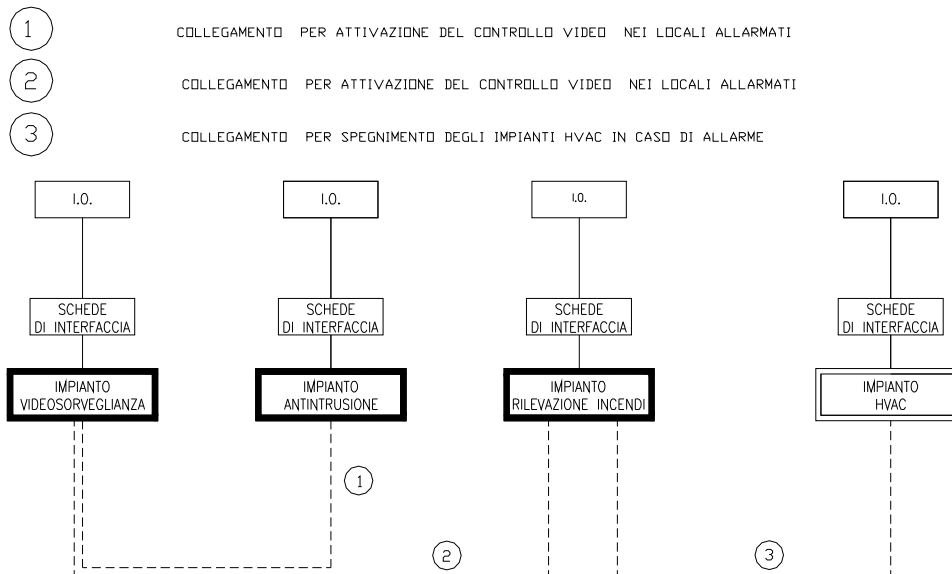 1 COLLEGAMENTO PER ATTIVAZIONE DEL CONTROLLO VIDEO NEI LOCALI ALLARMATI
2 COLLEGAMENTO PER ATTIVAZIONE DEL CONTROLLO VIDEO NEI LOCALI ALLARMATI
3 COLLEGAMENTO PER SPEGNIMENTO DEGLI IMPIANTI HVAC IN CASO DI ALLARME
I.O.
I.O.
I.O.
I.O.
SCHEDE
DI INTERFACCIA
SCHEDE
DI INTERFACCIA
SCHEDE
DI INTERFACCIA
SCHEDE
DI INTERFACCIA
IMPIANTO
VIDEOSORVEGLIANZA
IMPIANTO
ANTINTRUSIONE
IMPIANTO
RILEVAZIONE INCENDI
IMPIANTO
HVAC
1
2
3